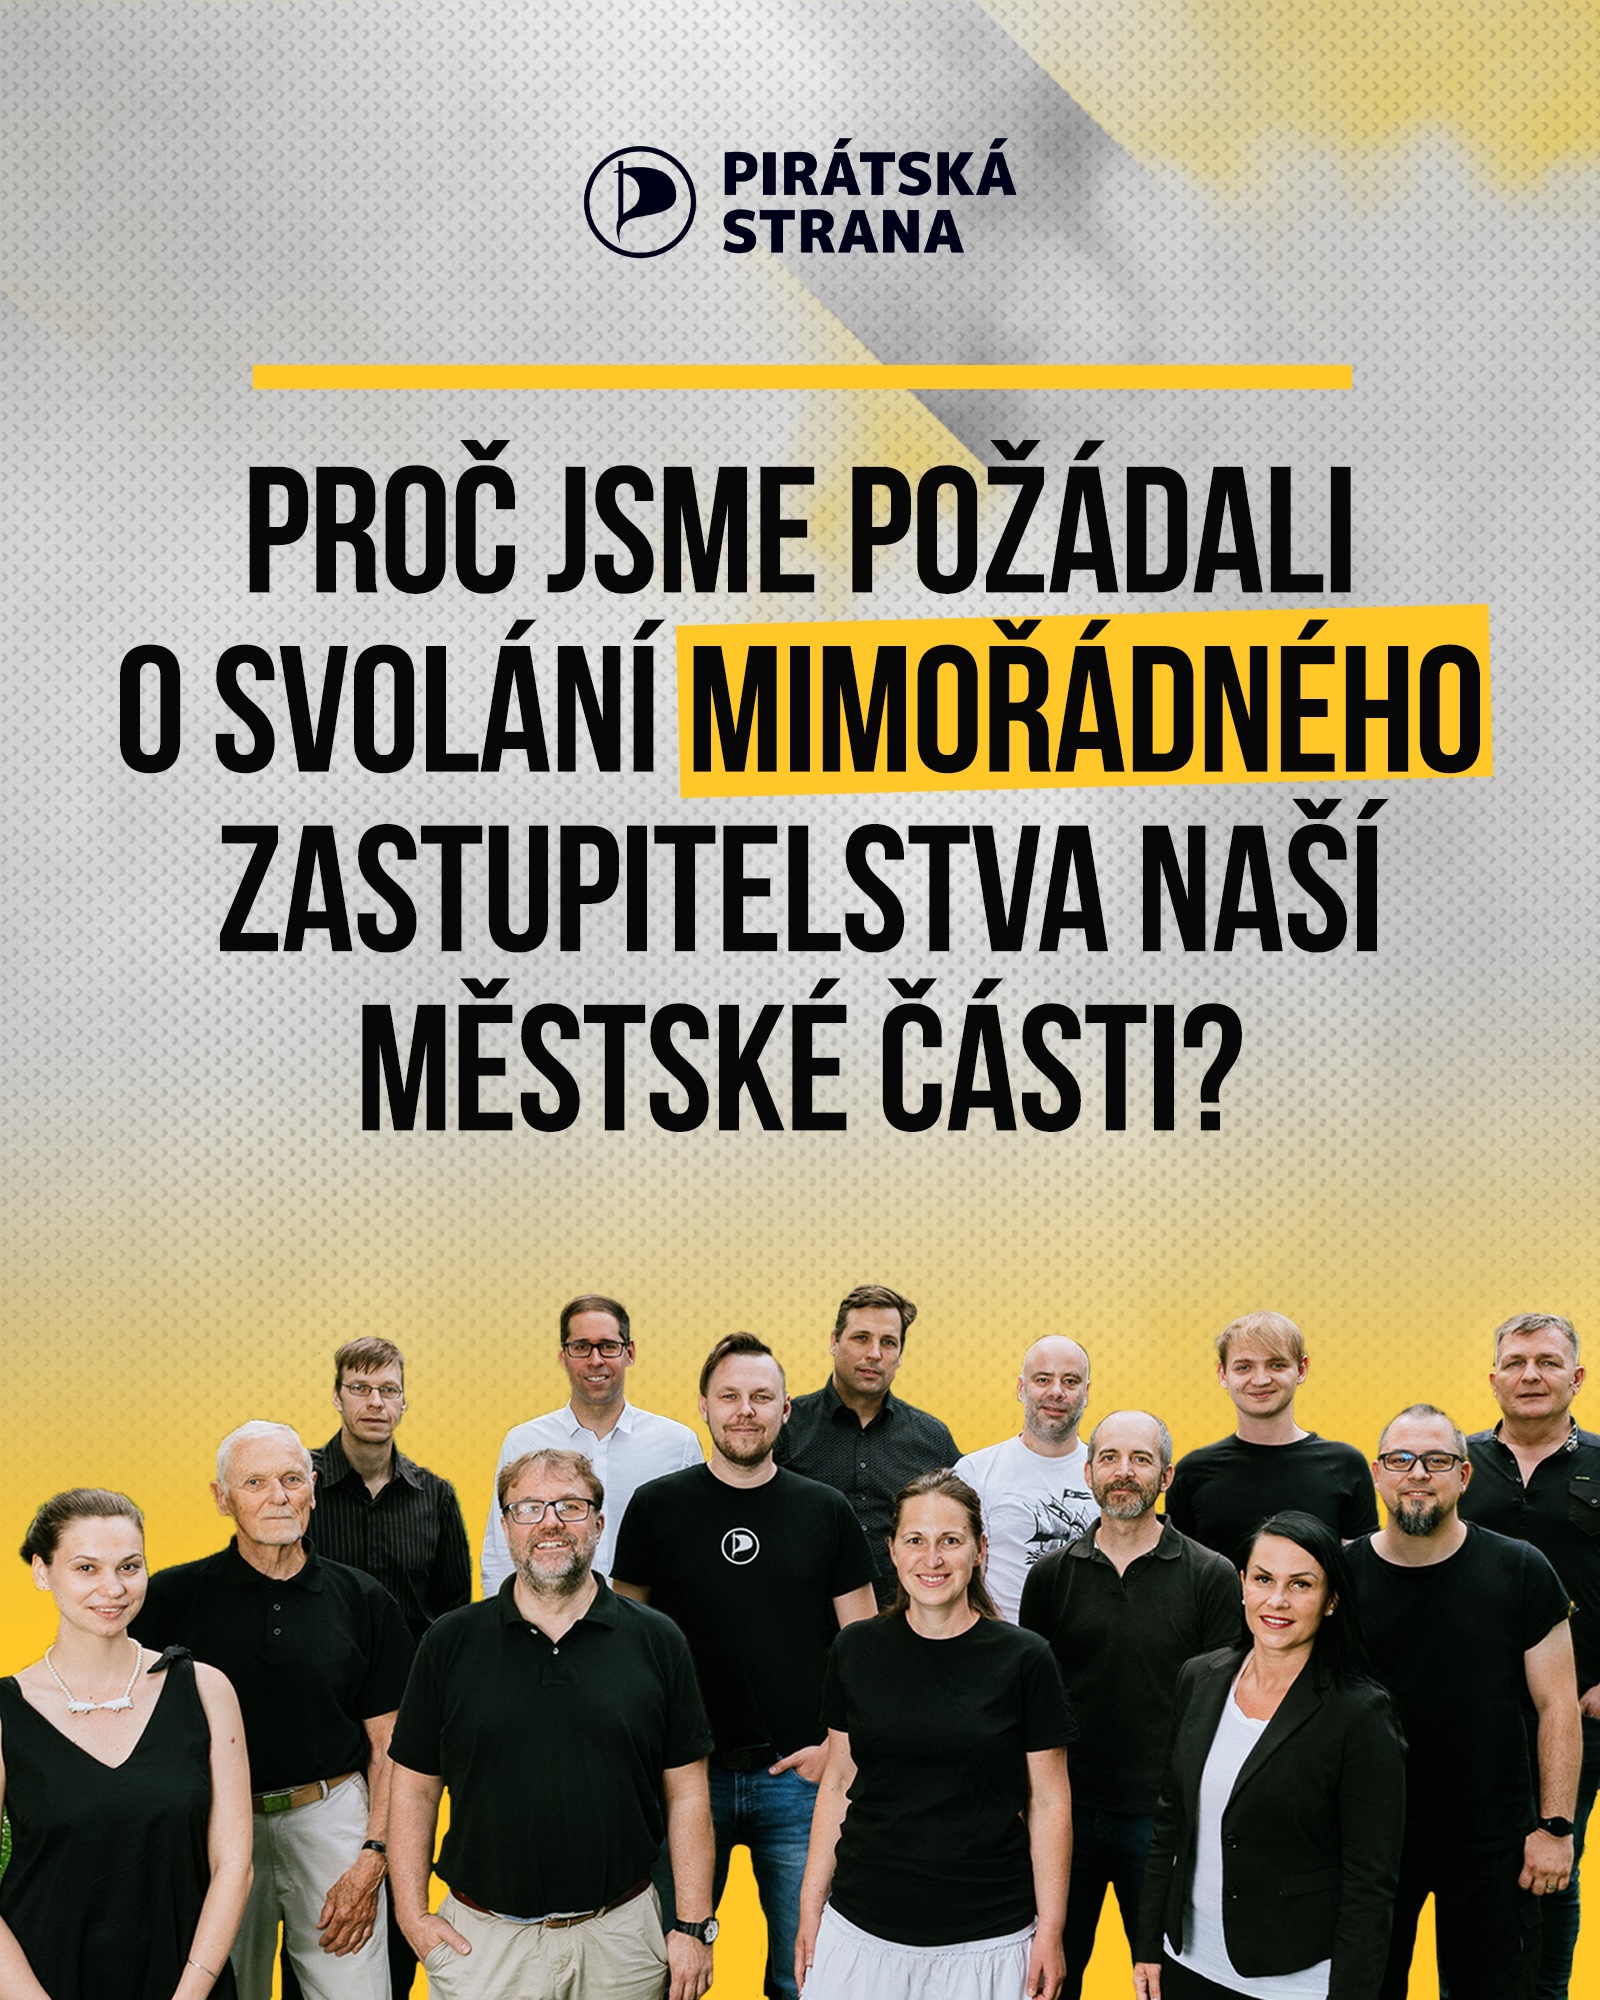 PIRÁTSKÁ
STRANA
PROČ JSME POŽÁDALI
O SVOLÁNÍ MIMOŘÁDNÉHO
ZASTUPITELSTVA NAŠÍ
MĚSTSKÉ ČÁSTI?